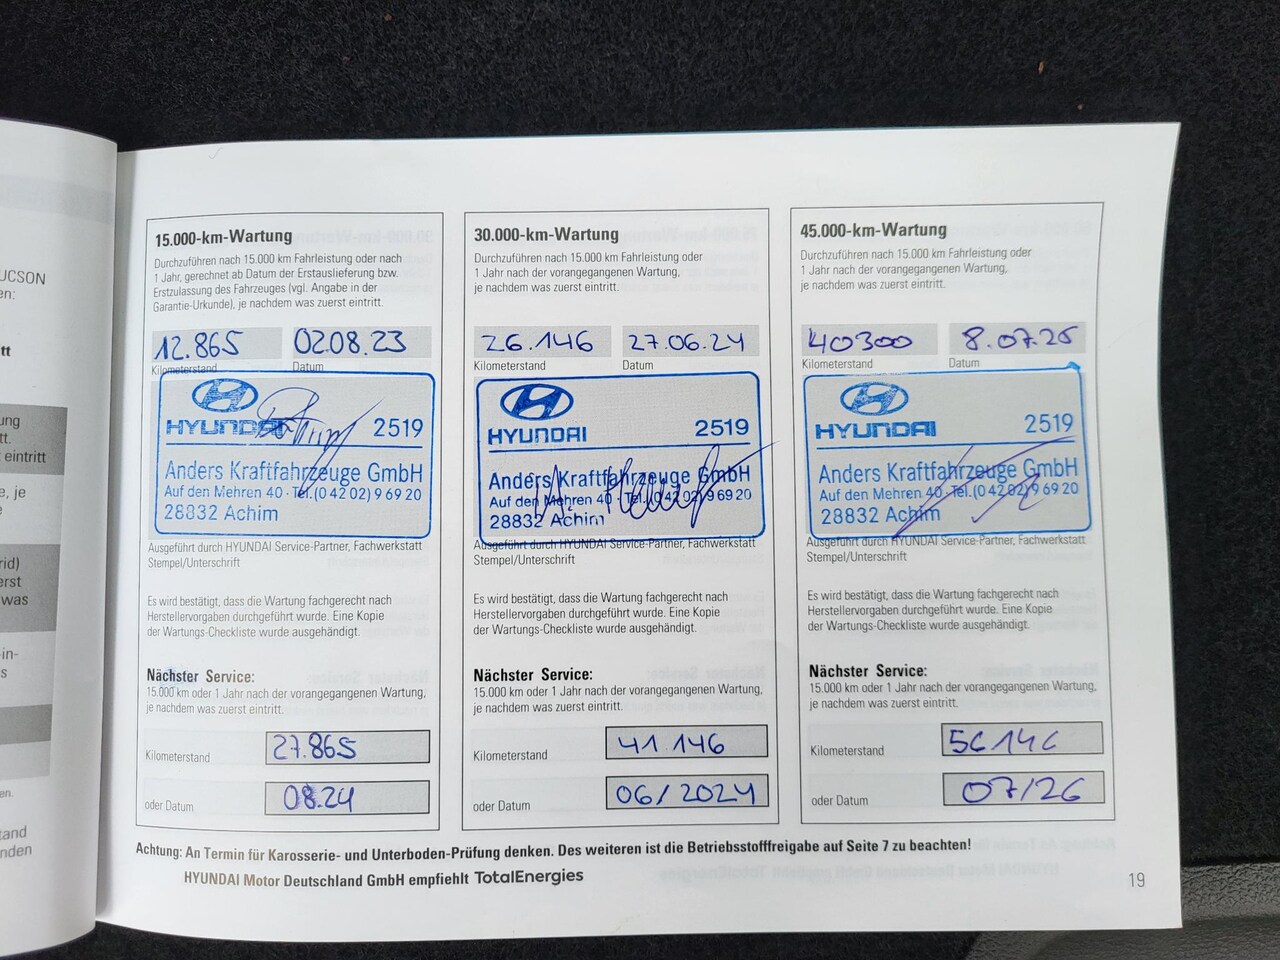 UCSON
en:
tt
ung
tt.
eintritt
e, je
e
rid)
erst
was
-in-
s
en.
tand
nden
15.000-km-Wartung
Durchzuführen nach 15.000 km Fahrleistung oder nach
1 Jahr, gerechnet ab Datum der Erstauslieferung bzw.
Erstzulassung des Fahrzeuges (vgl. Angabe in der
Garantie-Urkunde), je nachdem was zuerst eintritt.
12.865 02.08.23
Kilometerstand Datum
HYUNDAI 2519
Anders Kraftfahrzeuge GmbH
Auf den Mehren 40 · Tel. (0 42 02) 9 69 20
28832 Achim
Ausgeführt durch HYUNDAI Service-Partner, Fachwerkstatt
Stempel/Unterschrift
Es wird bestätigt, dass die Wartung fachgerecht nach
Herstellervorgaben durchgeführt wurde. Eine Kopie
der Wartungs-Checkliste wurde ausgehändigt.
Nächster Service:
15.000 km oder 1 Jahr nach der vorangegangenen Wartung,
je nachdem was zuerst eintritt.
Kilometerstand 27.865
oder Datum 08.24
30.000-km-Wartung
Durchzuführen nach 15.000 km Fahrleistung oder
1 Jahr nach der vorangegangenen Wartung,
je nachdem was zuerst eintritt.
26.146 27.06.24
Kilometerstand Datum
HYUNDAI 2519
Anders Kraftfahrzeuge GmbH
Auf den Mehren 40 · Tel. (0 42 02) 9 69 20
28832 Achim
Ausgeführt durch HYUNDAI Service-Partner, Fachwerkstatt
Stempel/Unterschrift
Es wird bestätigt, dass die Wartung fachgerecht nach
Herstellervorgaben durchgeführt wurde. Eine Kopie
der Wartungs-Checkliste wurde ausgehändigt.
Nächster Service:
15.000 km oder 1 Jahr nach der vorangegangenen Wartung,
je nachdem was zuerst eintritt.
Kilometerstand 41.146
oder Datum 06/2024
45.000-km-Wartung
Durchzuführen nach 15.000 km Fahrleistung oder
1 Jahr nach der vorangegangenen Wartung,
je nachdem was zuerst eintritt.
40300 8.07.25
Kilometerstand Datum
HYUNDAI 2519
Anders Kraftfahrzeuge GmbH
Auf den Mehren 40 · Tel. (0 42 02) 9 69 20
28832 Achim
Ausgeführt durch HYUNDAI Service-Partner, Fachwerkstatt
Stempel/Unterschrift
Es wird bestätigt, dass die Wartung fachgerecht nach
Herstellervorgaben durchgeführt wurde. Eine Kopie
der Wartungs-Checkliste wurde ausgehändigt.
Nächster Service:
15.000 km oder 1 Jahr nach der vorangegangenen Wartung,
je nachdem was zuerst eintritt.
Kilometerstand 56146
oder Datum 07/26
Achtung: An Termin für Karosserie- und Unterboden-Prüfung denken. Des weiteren ist die Betriebsstofffreigabe auf Seite 7 zu beachten!
HYUNDAI Motor Deutschland GmbH empfiehlt TotalEnergies
19